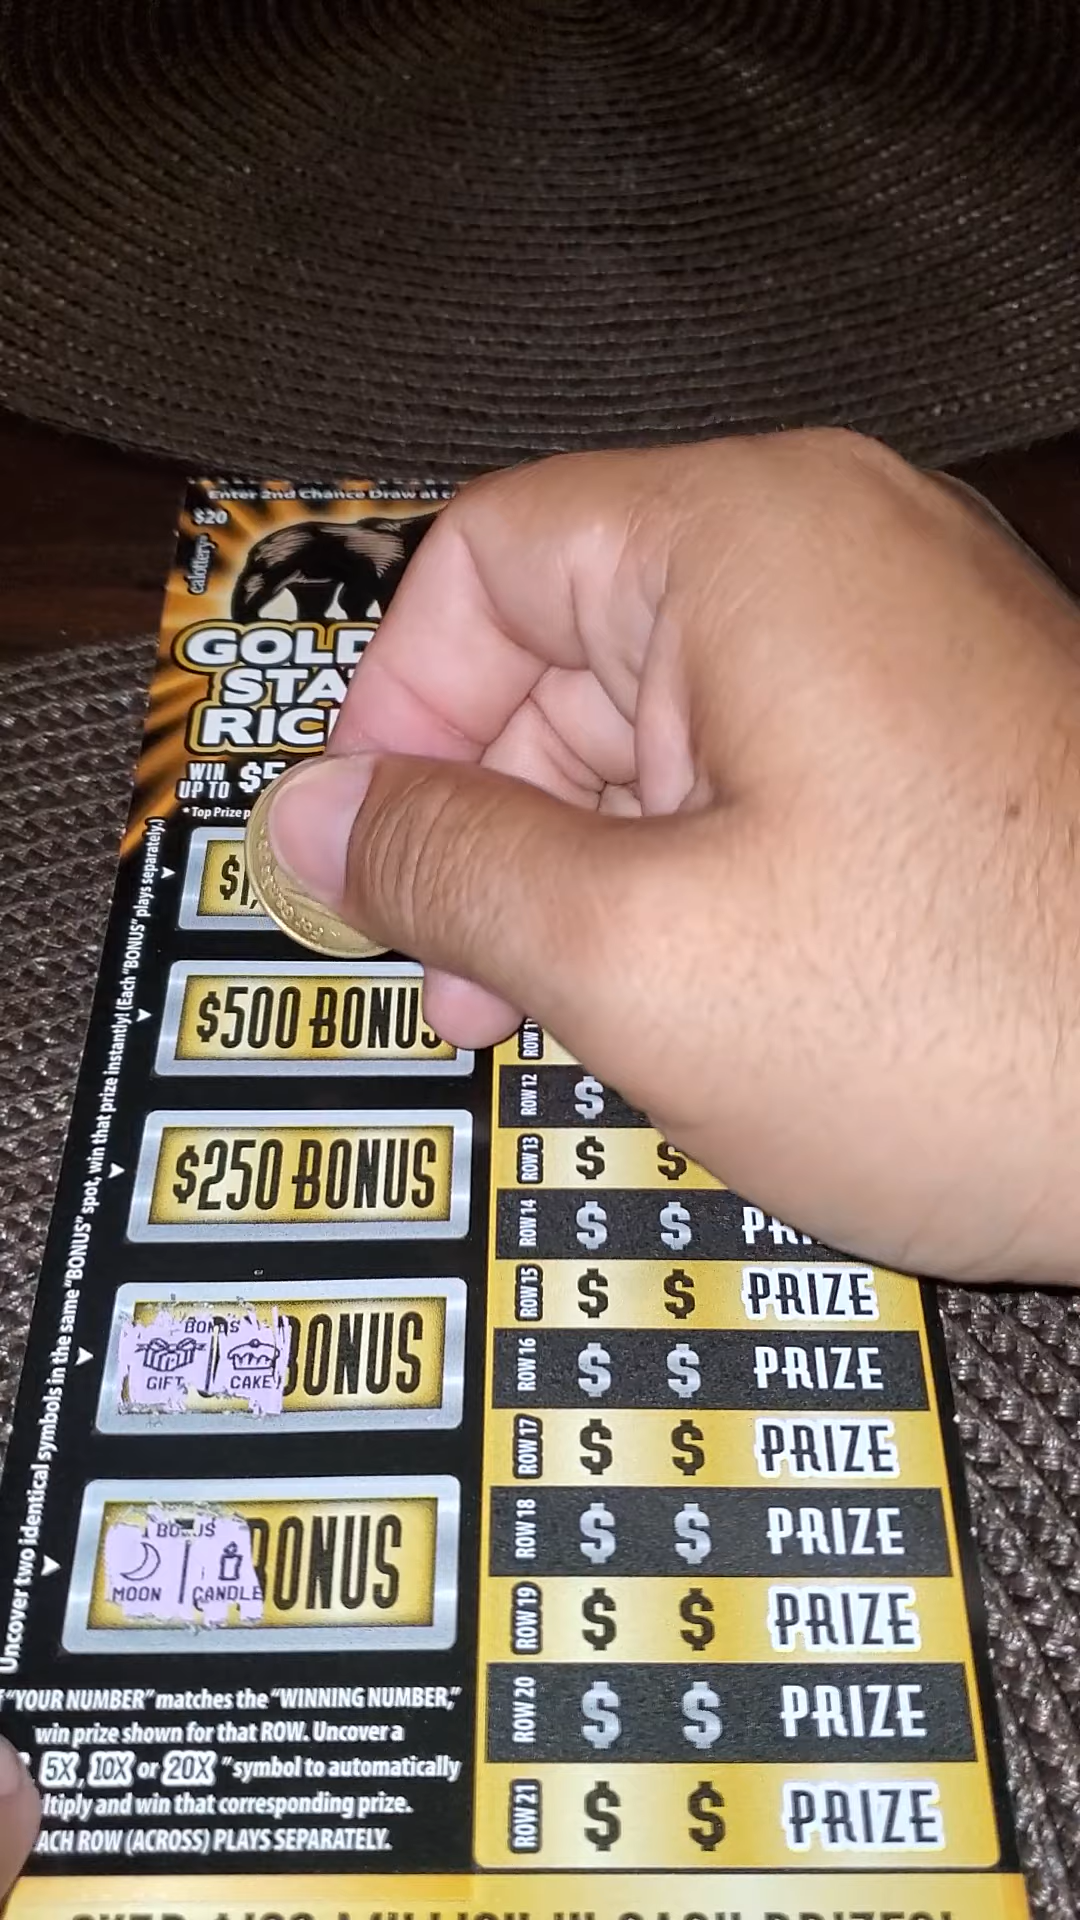 Enter 2nd Chance Draw at
$20
calottery
GOLD
STA
RIC
WIN UP TO $5
*Top Prize
$1,
$500 BONUS
$250 BONUS
BONUS
GIFT CAKE
BONUS
BONUS
MOON CANDLE
BONUS
Uncover two identical symbols in the same "BONUS" spot, win that prize instantly! (Each "BONUS" plays separately.)
"YOUR NUMBER" matches the "WINNING NUMBER,"
win prize shown for that ROW. Uncover a
5X, 10X or 20X "symbol to automatically
ltiply and win that corresponding prize.
ACH ROW (ACROSS) PLAYS SEPARATELY.
ROW 11
ROW 12 $
ROW 13 $ $
ROW 14 $ $ PR
ROW 15 $ $ PRIZE
ROW 16 $ $ PRIZE
ROW 17 $ $ PRIZE
ROW 18 $ $ PRIZE
ROW 19 $ $ PRIZE
ROW 20 $ $ PRIZE
ROW 21 $ $ PRIZE